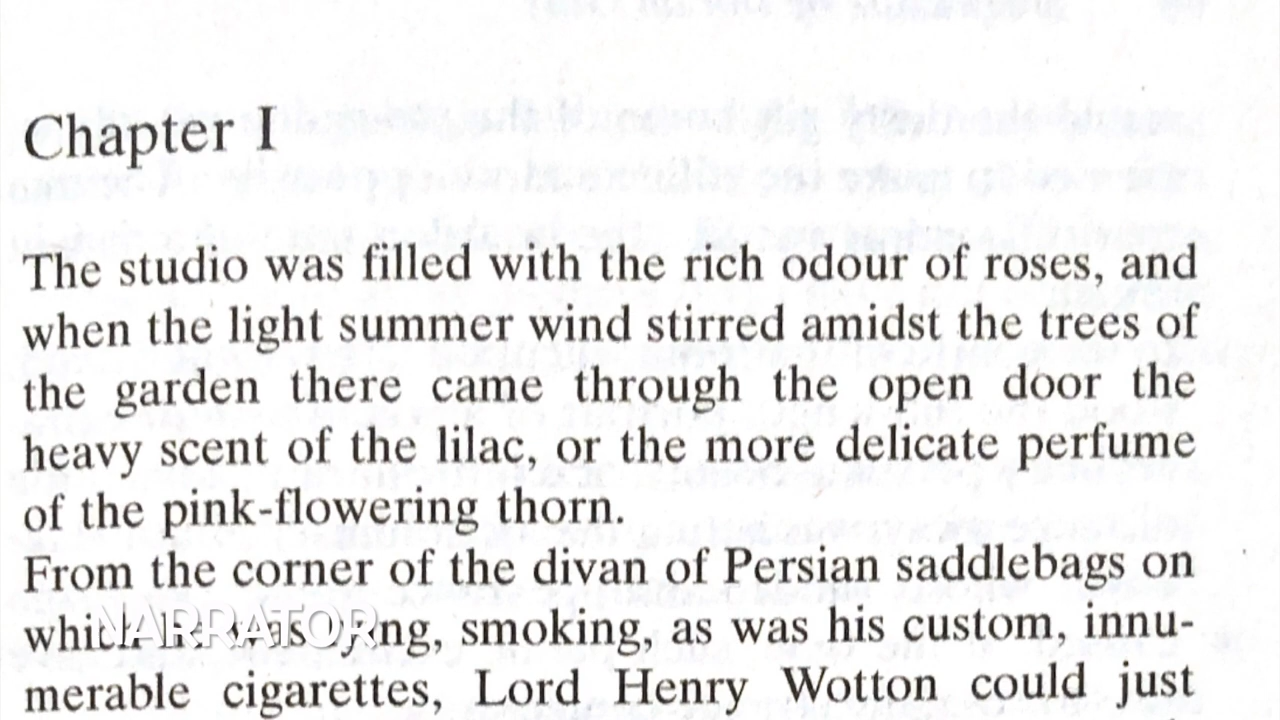 Chapter I
The studio was filled with the rich odour of roses, and
when the light summer wind stirred amidst the trees of
the garden there came through the open door the
heavy scent of the lilac, or the more delicate perfume
of the pink-flowering thorn.
From the corner of the divan of Persian saddlebags on
which he was lying, smoking, as was his custom, innu-
NARRATOR
merable cigarettes, Lord Henry Wotton could just